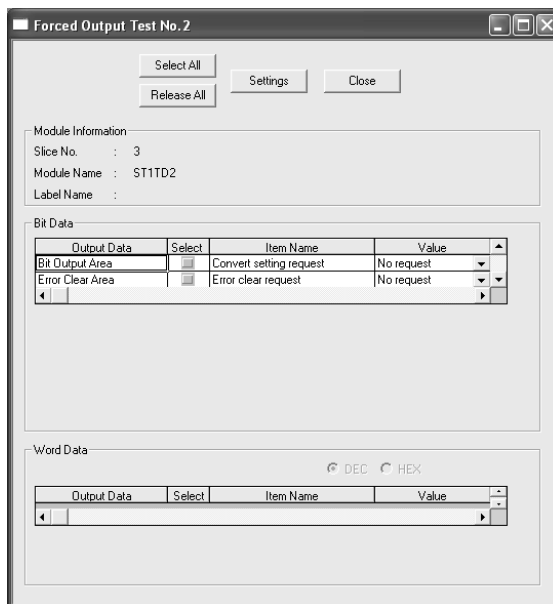 Forced Output Test No.2
Select All
Release All
Settings
Close
Module Information
Slice No. : 3
Module Name : ST1TD2
Label Name :
Bit Data
Output Data Select Item Name Value
Bit Output Area Convert setting request No request
Error Clear Area Error clear request No request
Word Data
DEC HEX
Output Data Select Item Name Value